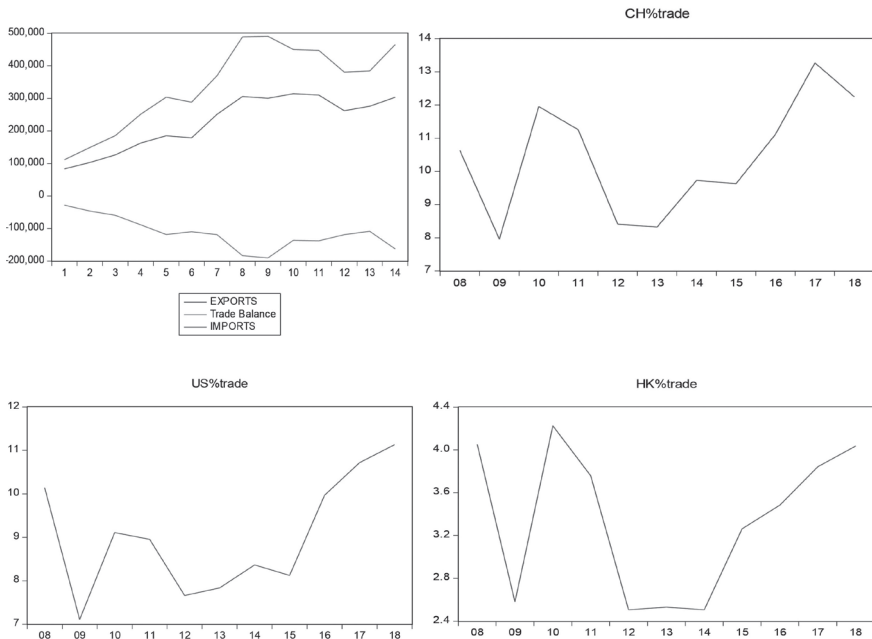 500,000
400,000
300,000
200,000
100,000
0
-100,000
-200,000
1 2 3 4 5 6 7 8 9 10 11 12 13 14
EXPORTS
Trade Balance
IMPORTS
CH%trade
14
13
12
11
10
9
8
7
08 09 10 11 12 13 14 15 16 17 18
US%trade
12
11
10
9
8
7
08 09 10 11 12 13 14 15 16 17 18
HK%trade
4.4
4.0
3.6
3.2
2.8
2.4
08 09 10 11 12 13 14 15 16 17 18